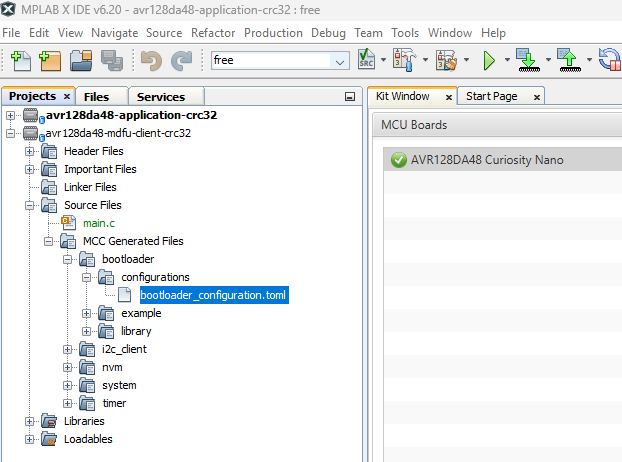 MPLAB X IDE v6.20 - avr128da48-application-crc32 : free
File Edit View Navigate Source Refactor Production Debug Team Tools Window Help
free
SRC
Projects × Files Services
Kit Window × Start Page ×
avr128da48-application-crc32
MCU Boards
avr128da48-mdfu-client-crc32
Header Files
AVR128DA48 Curiosity Nano
Important Files
Linker Files
Source Files
main.c
MCC Generated Files
bootloader
configurations
bootloader_configuration.toml
example
library
i2c_client
nvm
system
timer
Libraries
Loadables